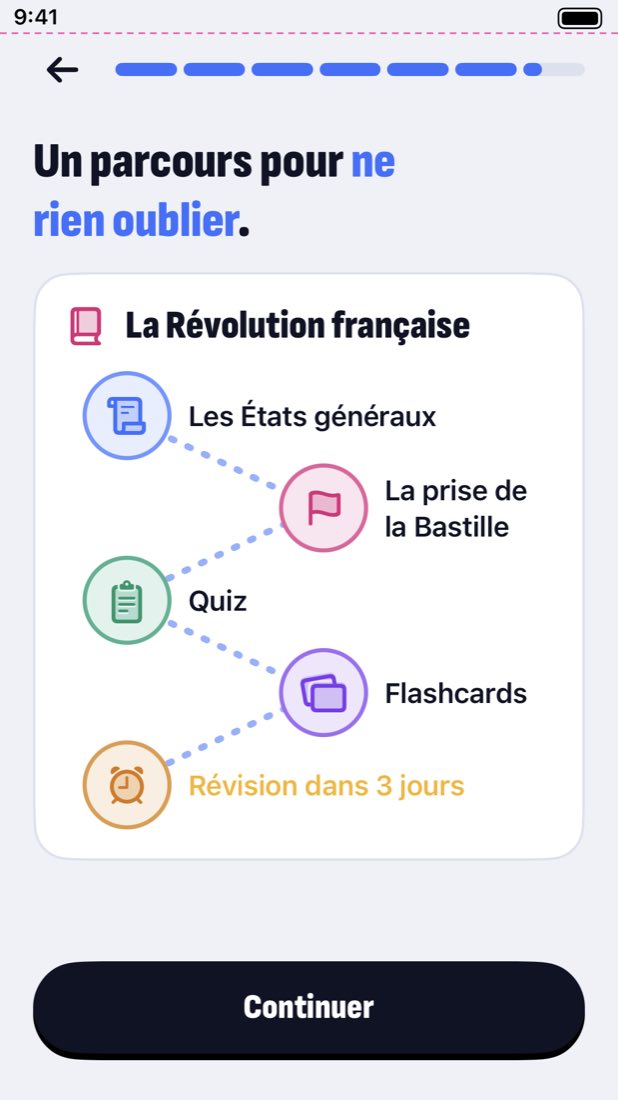 9:41
Un parcours pour ne
rien oublier.
La Révolution française
Les États généraux
La prise de
la Bastille
Quiz
Flashcards
Révision dans 3 jours
Continuer